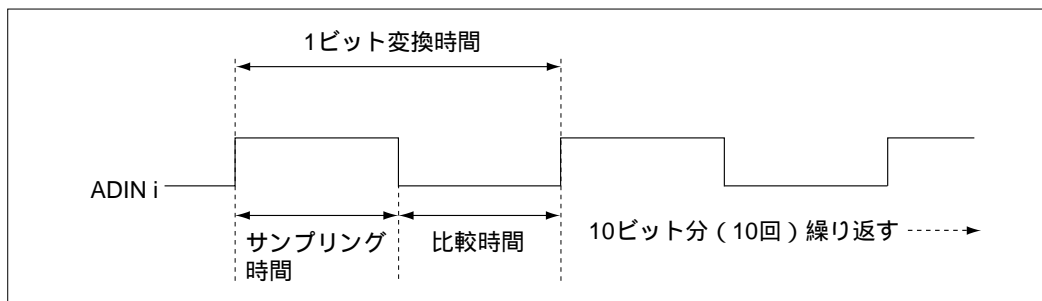 1ビット変換時間
ADIN i
サンプリング
時間
比較時間
10ビット分(10回)繰り返す